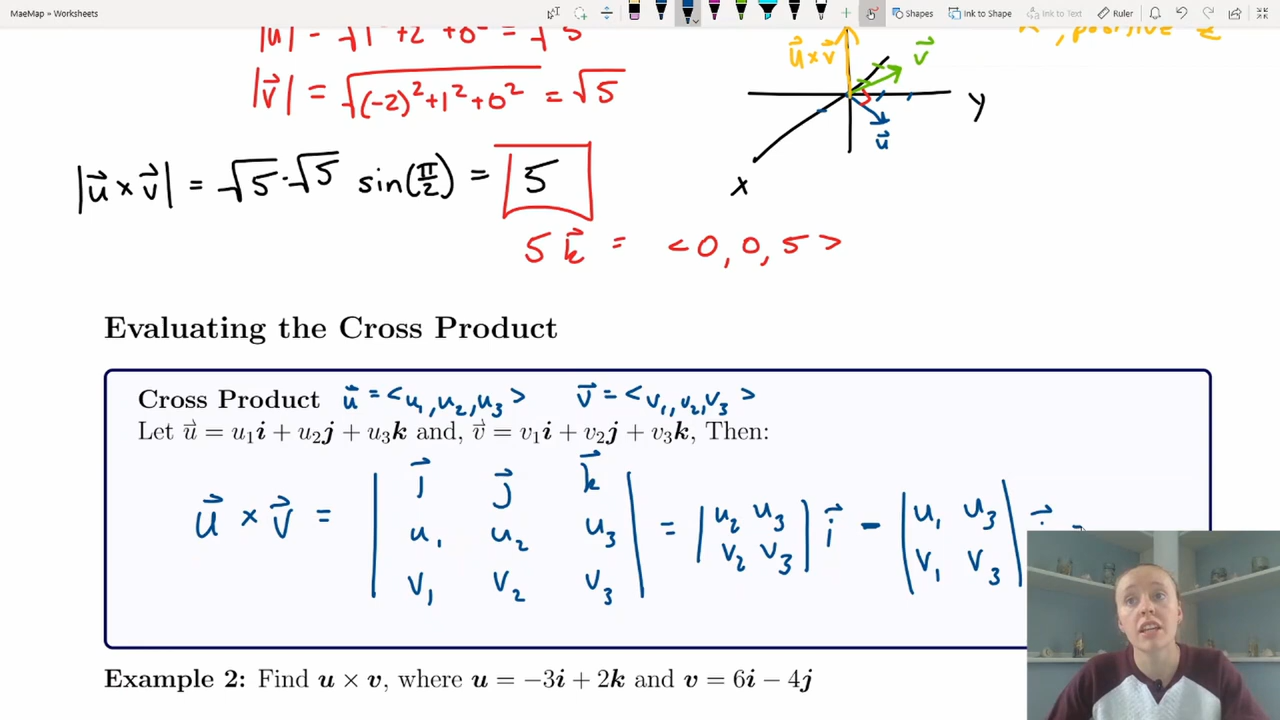 MaeMap » Worksheets
Shapes Ink to Shape Ink to Text Ruler
|u| = √1² +2² +0² = √5
|v⃗| = √(-2)²+1²+0² = √5
|u⃗ × v⃗| = √5·√5 sin(π/2) = 5
5k⃗ = <0, 0, 5>
u⃗×v⃗
v⃗
y
u⃗
x
, positive z
Evaluating the Cross Product
Cross Product u⃗ = <u₁, u₂, u₃> v⃗ = <v₁, v₂, v₃>
Let u⃗ = u₁i + u₂j + u₃k and, v⃗ = v₁i + v₂j + v₃k, Then:
u⃗ × v⃗ = | i⃗ j⃗ k⃗ ; u₁ u₂ u₃ ; v₁ v₂ v₃ | = | u₂ u₃ ; v₂ v₃ | i⃗ − | u₁ u₃ ; v₁ v₃ |
Example 2: Find u × v, where u = −3i + 2k and v = 6i − 4j